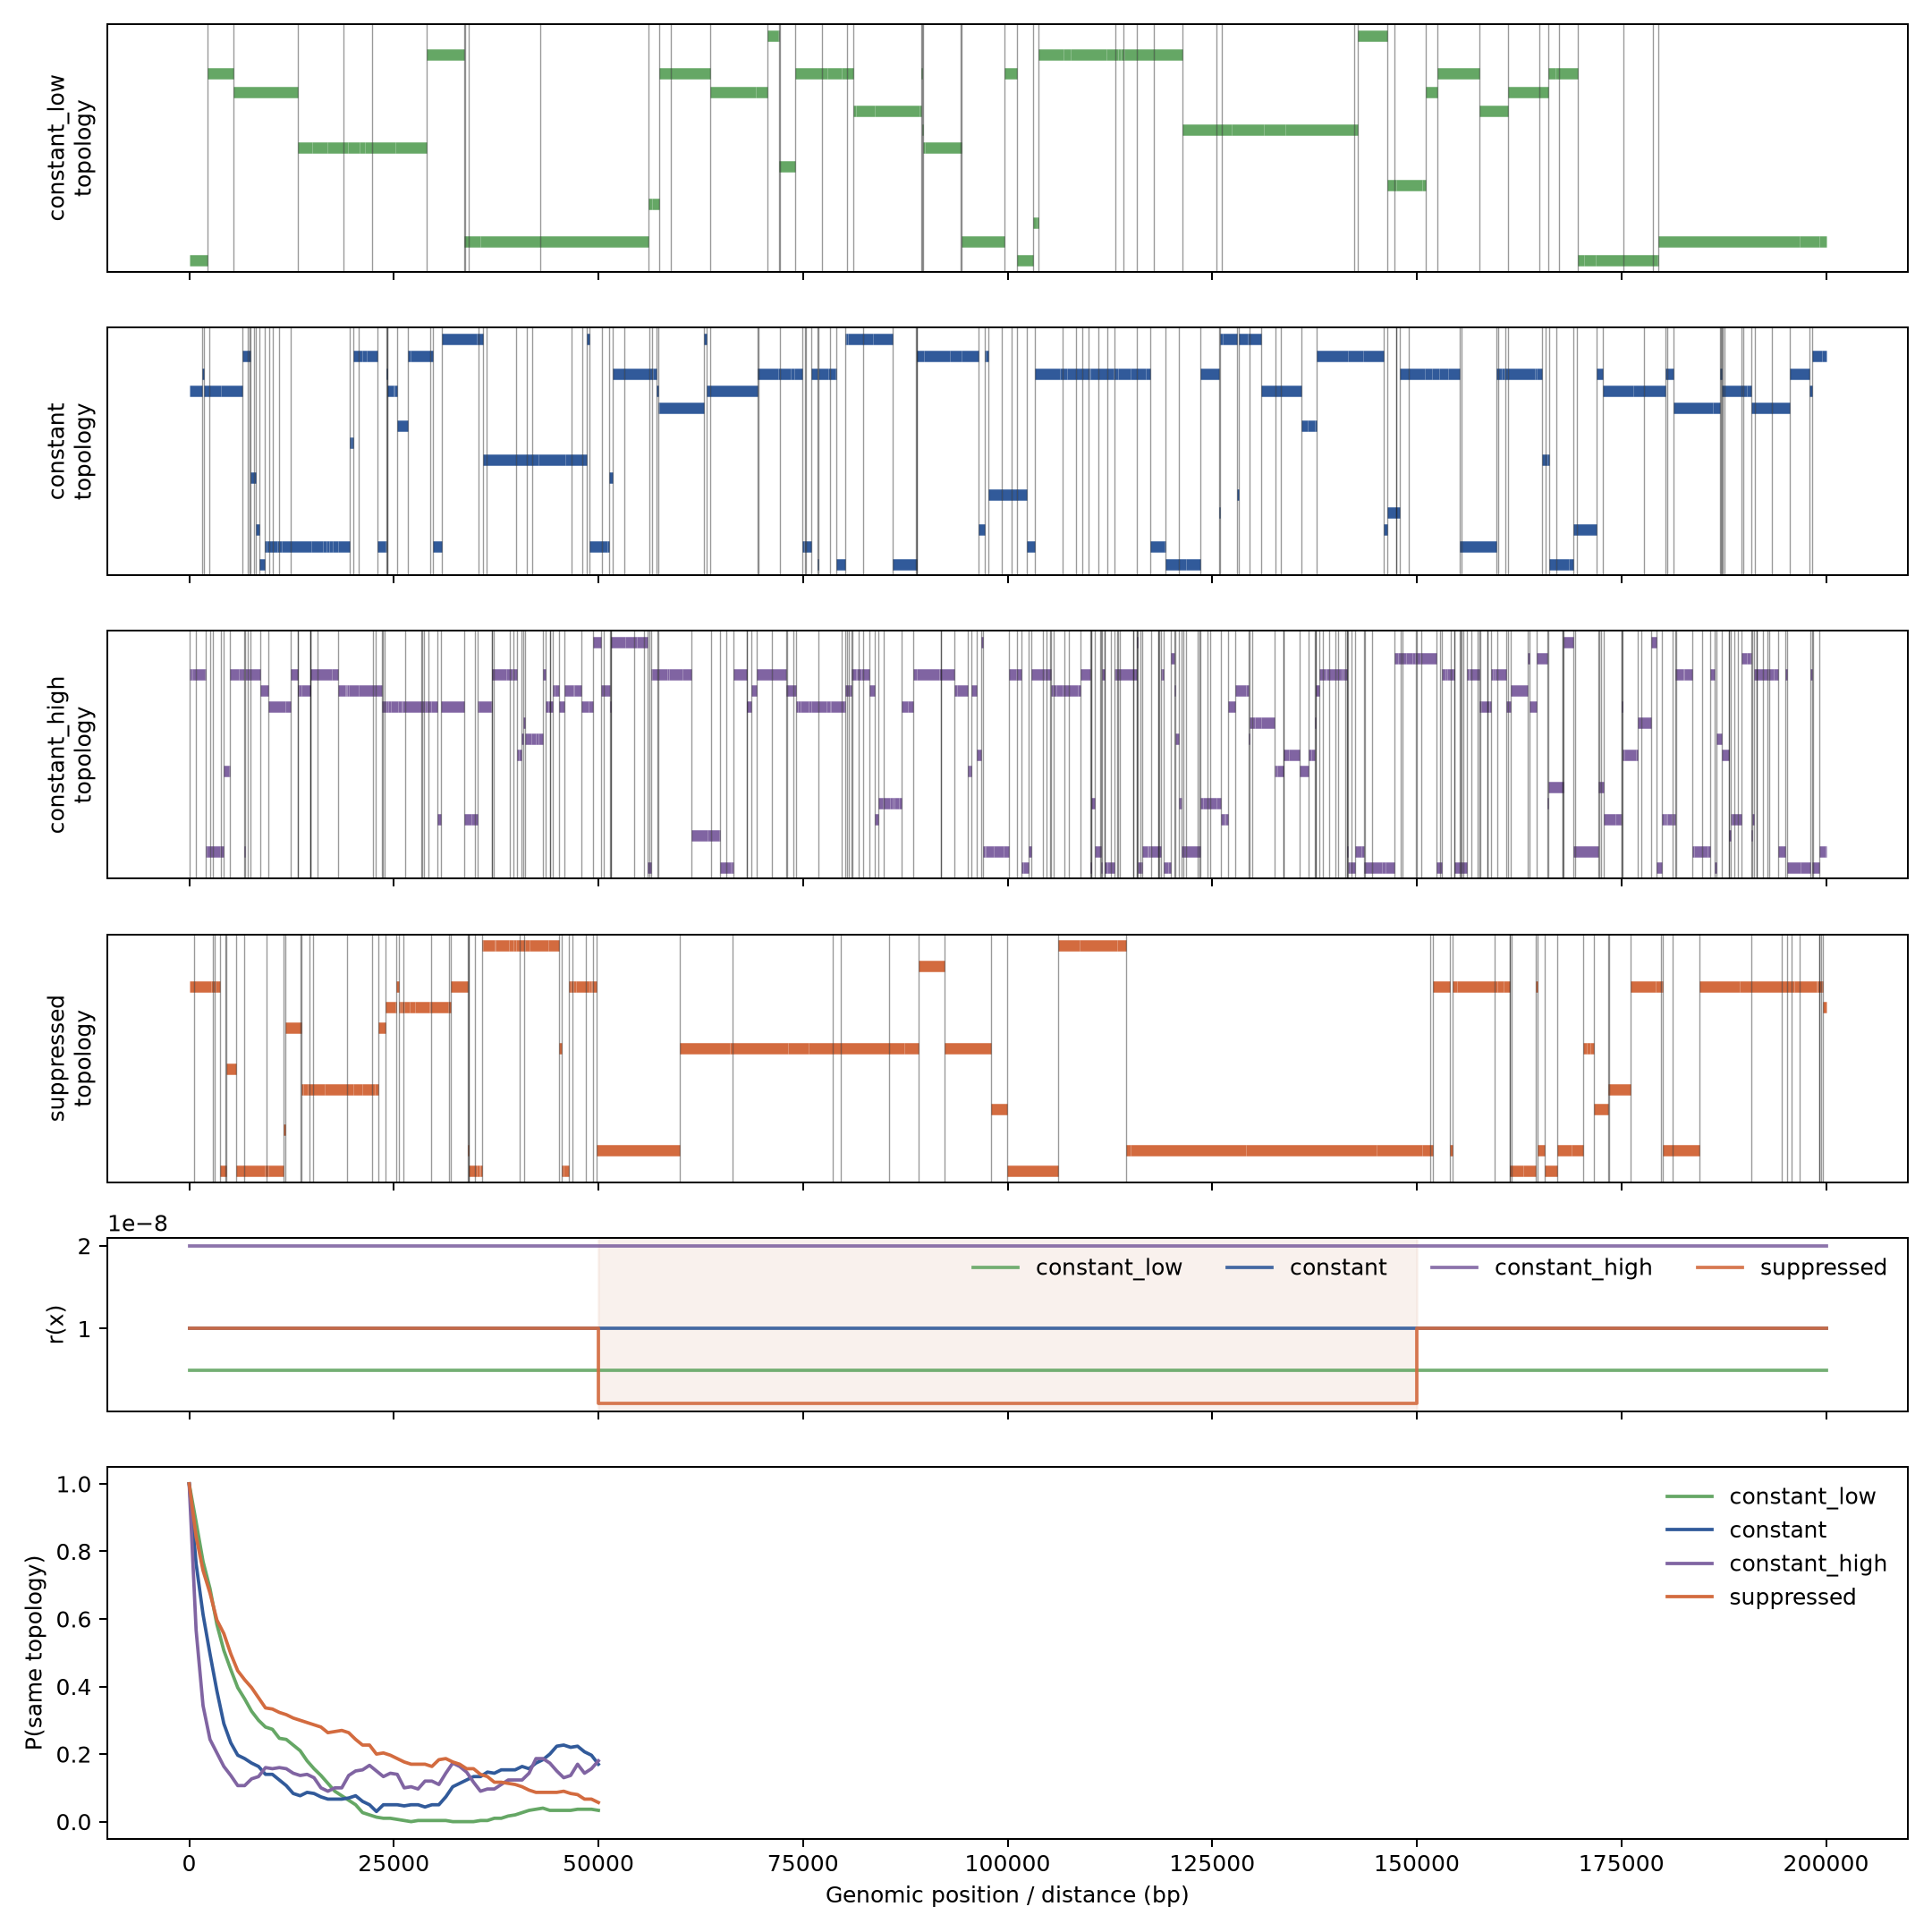 constant_low
topology
constant
topology
constant_high
topology
suppressed
topology
1e−8
2
1
r(x)
constant_low
constant
constant_high
suppressed
1.0
0.8
0.6
0.4
0.2
0.0
P(same topology)
constant_low
constant
constant_high
suppressed
0
25000
50000
75000
100000
125000
150000
175000
200000
Genomic position / distance (bp)